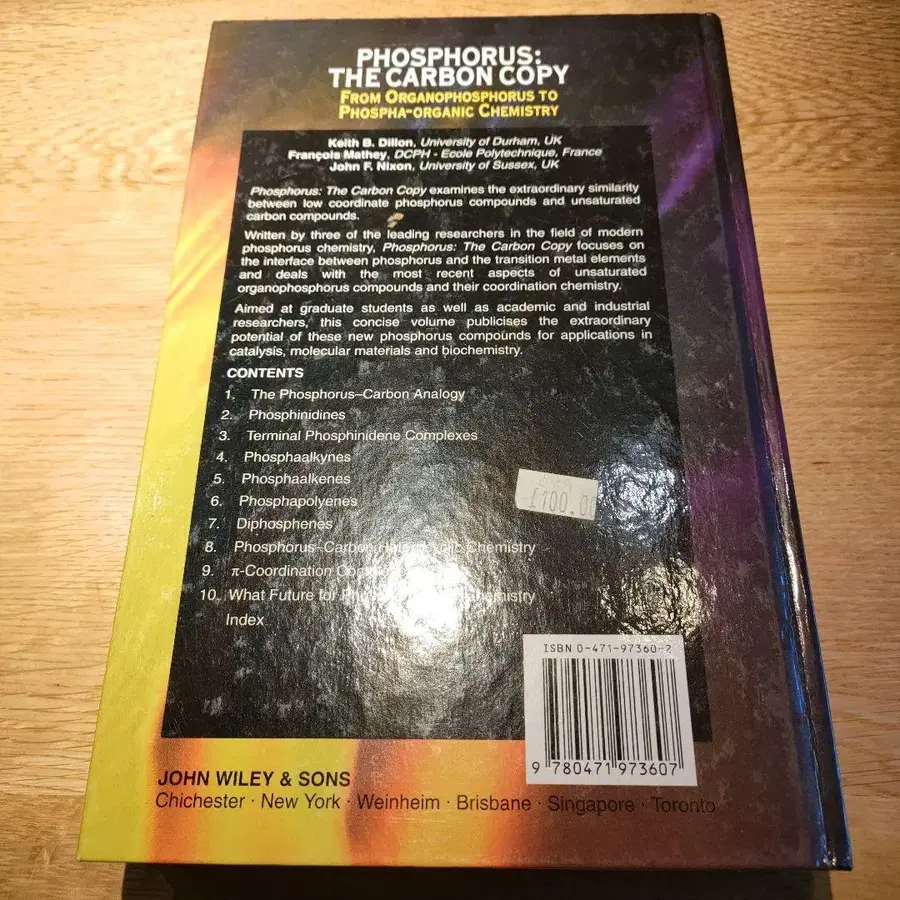 PHOSPHORUS:
THE CARBON COPY
FROM ORGANOPHOSPHORUS TO
PHOSPHA-ORGANIC CHEMISTRY
Keith B. Dillon, University of Durham, UK
François Mathey, DCPH - Ecole Polytechnique, France
John F. Nixon, University of Sussex, UK
Phosphorus: The Carbon Copy examines the extraordinary similarity
between low coordinate phosphorus compounds and unsaturated
carbon compounds.
Written by three of the leading researchers in the field of modern
phosphorus chemistry, Phosphorus: The Carbon Copy focuses on
the interface between phosphorus and the transition metal elements
and deals with the most recent aspects of unsaturated
organophosphorus compounds and their coordination chemistry.
Aimed at graduate students as well as academic and industrial
researchers, this concise volume publicises the extraordinary
potential of these new phosphorus compounds for applications in
catalysis, molecular materials and biochemistry.
CONTENTS
1. The Phosphorus–Carbon Analogy
2. Phosphinidines
3. Terminal Phosphinidene Complexes
4. Phosphaalkynes
5. Phosphaalkenes
6. Phosphapolyenes
7. Diphosphenes
£100.00
8. Phosphorus–Carbon Chemistry
9. π-Coordination
10. What Future for
Index
ISBN 0-471-97360-2
9 780471 973607
JOHN WILEY & SONS
Chichester · New York · Weinheim · Brisbane · Singapore · Toronto